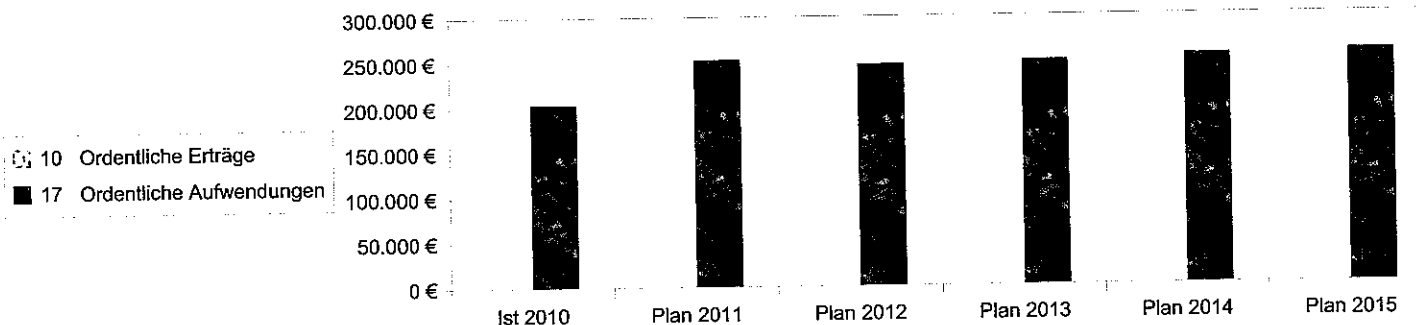 300.000 €
250.000 €
200.000 €
150.000 €
100.000 €
50.000 €
0 €
10 Ordentliche Erträge
17 Ordentliche Aufwendungen
Ist 2010
Plan 2011
Plan 2012
Plan 2013
Plan 2014
Plan 2015